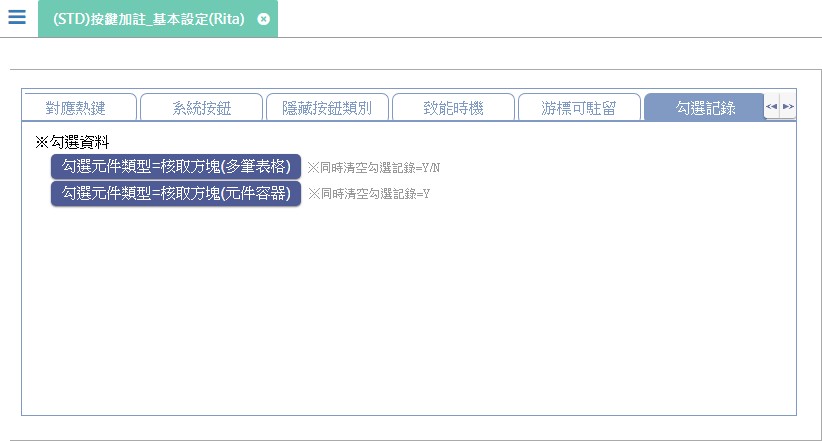 (STD)按鍵加註_基本設定(Rita)
對應熱鍵 系統按鈕 隱藏按鈕類別 致能時機 游標可駐留 勾選記錄
※勾選資料
勾選元件類型=核取方塊(多筆表格) ※同時清空勾選記錄=Y/N
勾選元件類型=核取方塊(元件容器) ※同時清空勾選記錄=Y